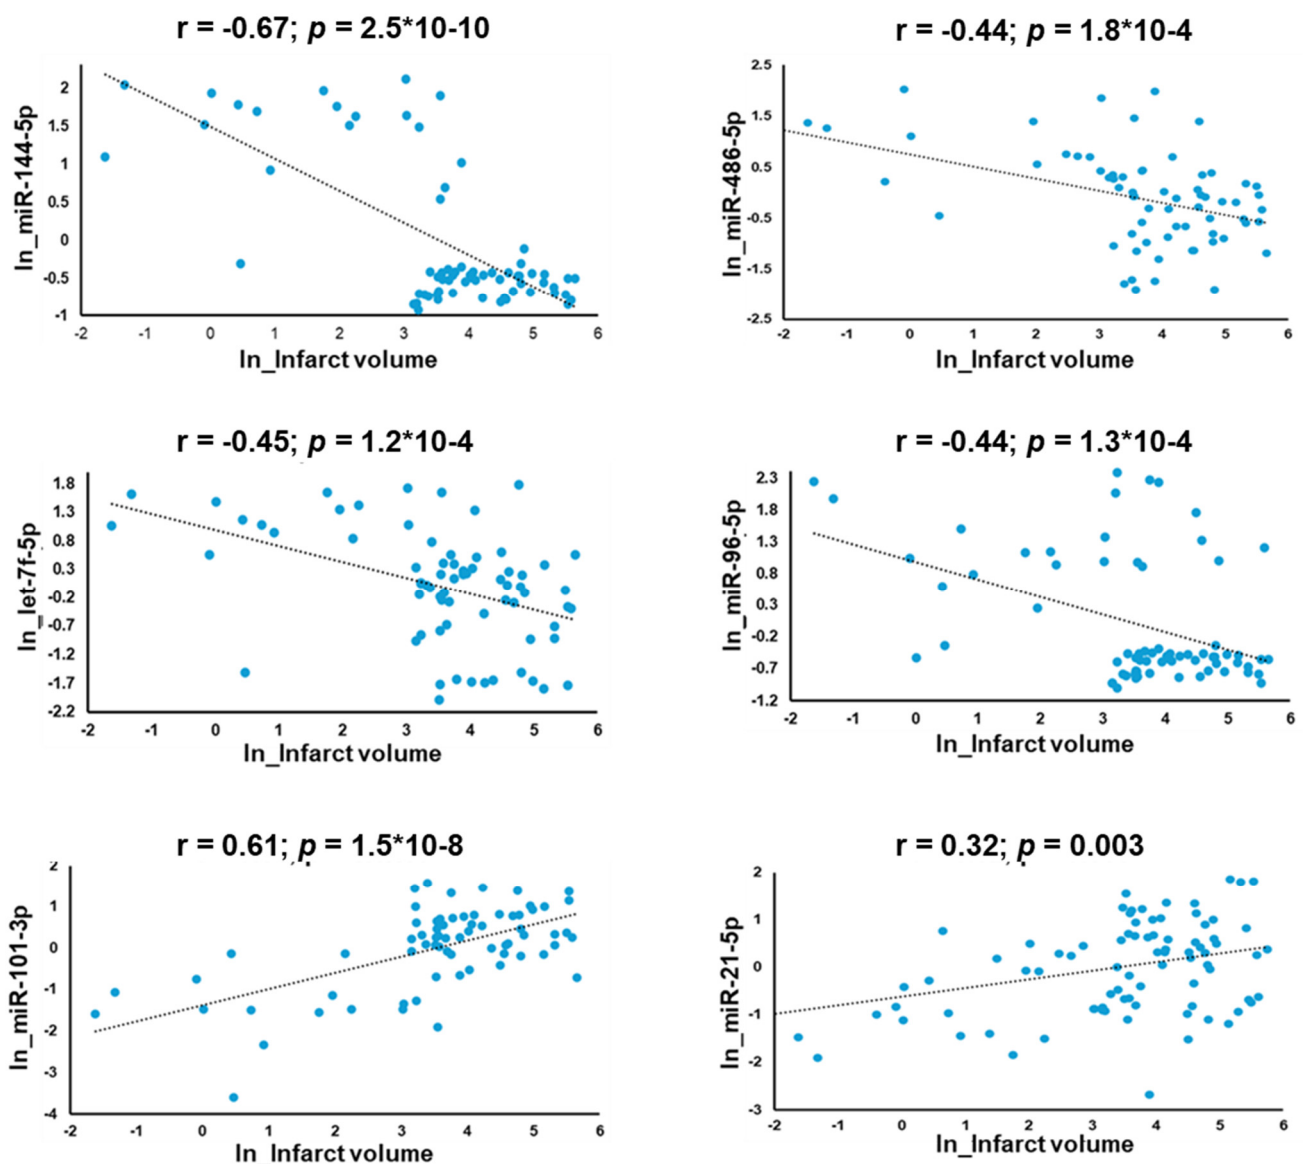 r = -0.67; p = 2.5*10-10
ln_miR-144-5p
2
1.5
1
0.5
0
-0.5
-1
-2 -1 0 1 2 3 4 5 6
ln_Infarct volume
r = -0.44; p = 1.8*10-4
ln_miR-486-5p
2.5
1.5
0.5
-0.5
-1.5
-2.5
-2 -1 0 1 2 3 4 5 6
ln_Infarct volume
r = -0.45; p = 1.2*10-4
ln_let-7f-5p
1.8
1.3
0.8
0.3
-0.2
-0.7
-1.2
-1.7
-2.2
-2 -1 0 1 2 3 4 5 6
ln_Infarct volume
r = -0.44; p = 1.3*10-4
ln_miR-96-5p
2.3
1.8
1.3
0.8
0.3
-0.2
-0.7
-1.2
-2 -1 0 1 2 3 4 5 6
ln_Infarct volume
r = 0.61; p = 1.5*10-8
ln_miR-101-3p
2
1
0
-1
-2
-3
-4
-2 -1 0 1 2 3 4 5 6
ln_Infarct volume
r = 0.32; p = 0.003
ln_miR-21-5p
2
1
0
-1
-2
-3
-2 -1 0 1 2 3 4 5 6
ln_Infarct volume